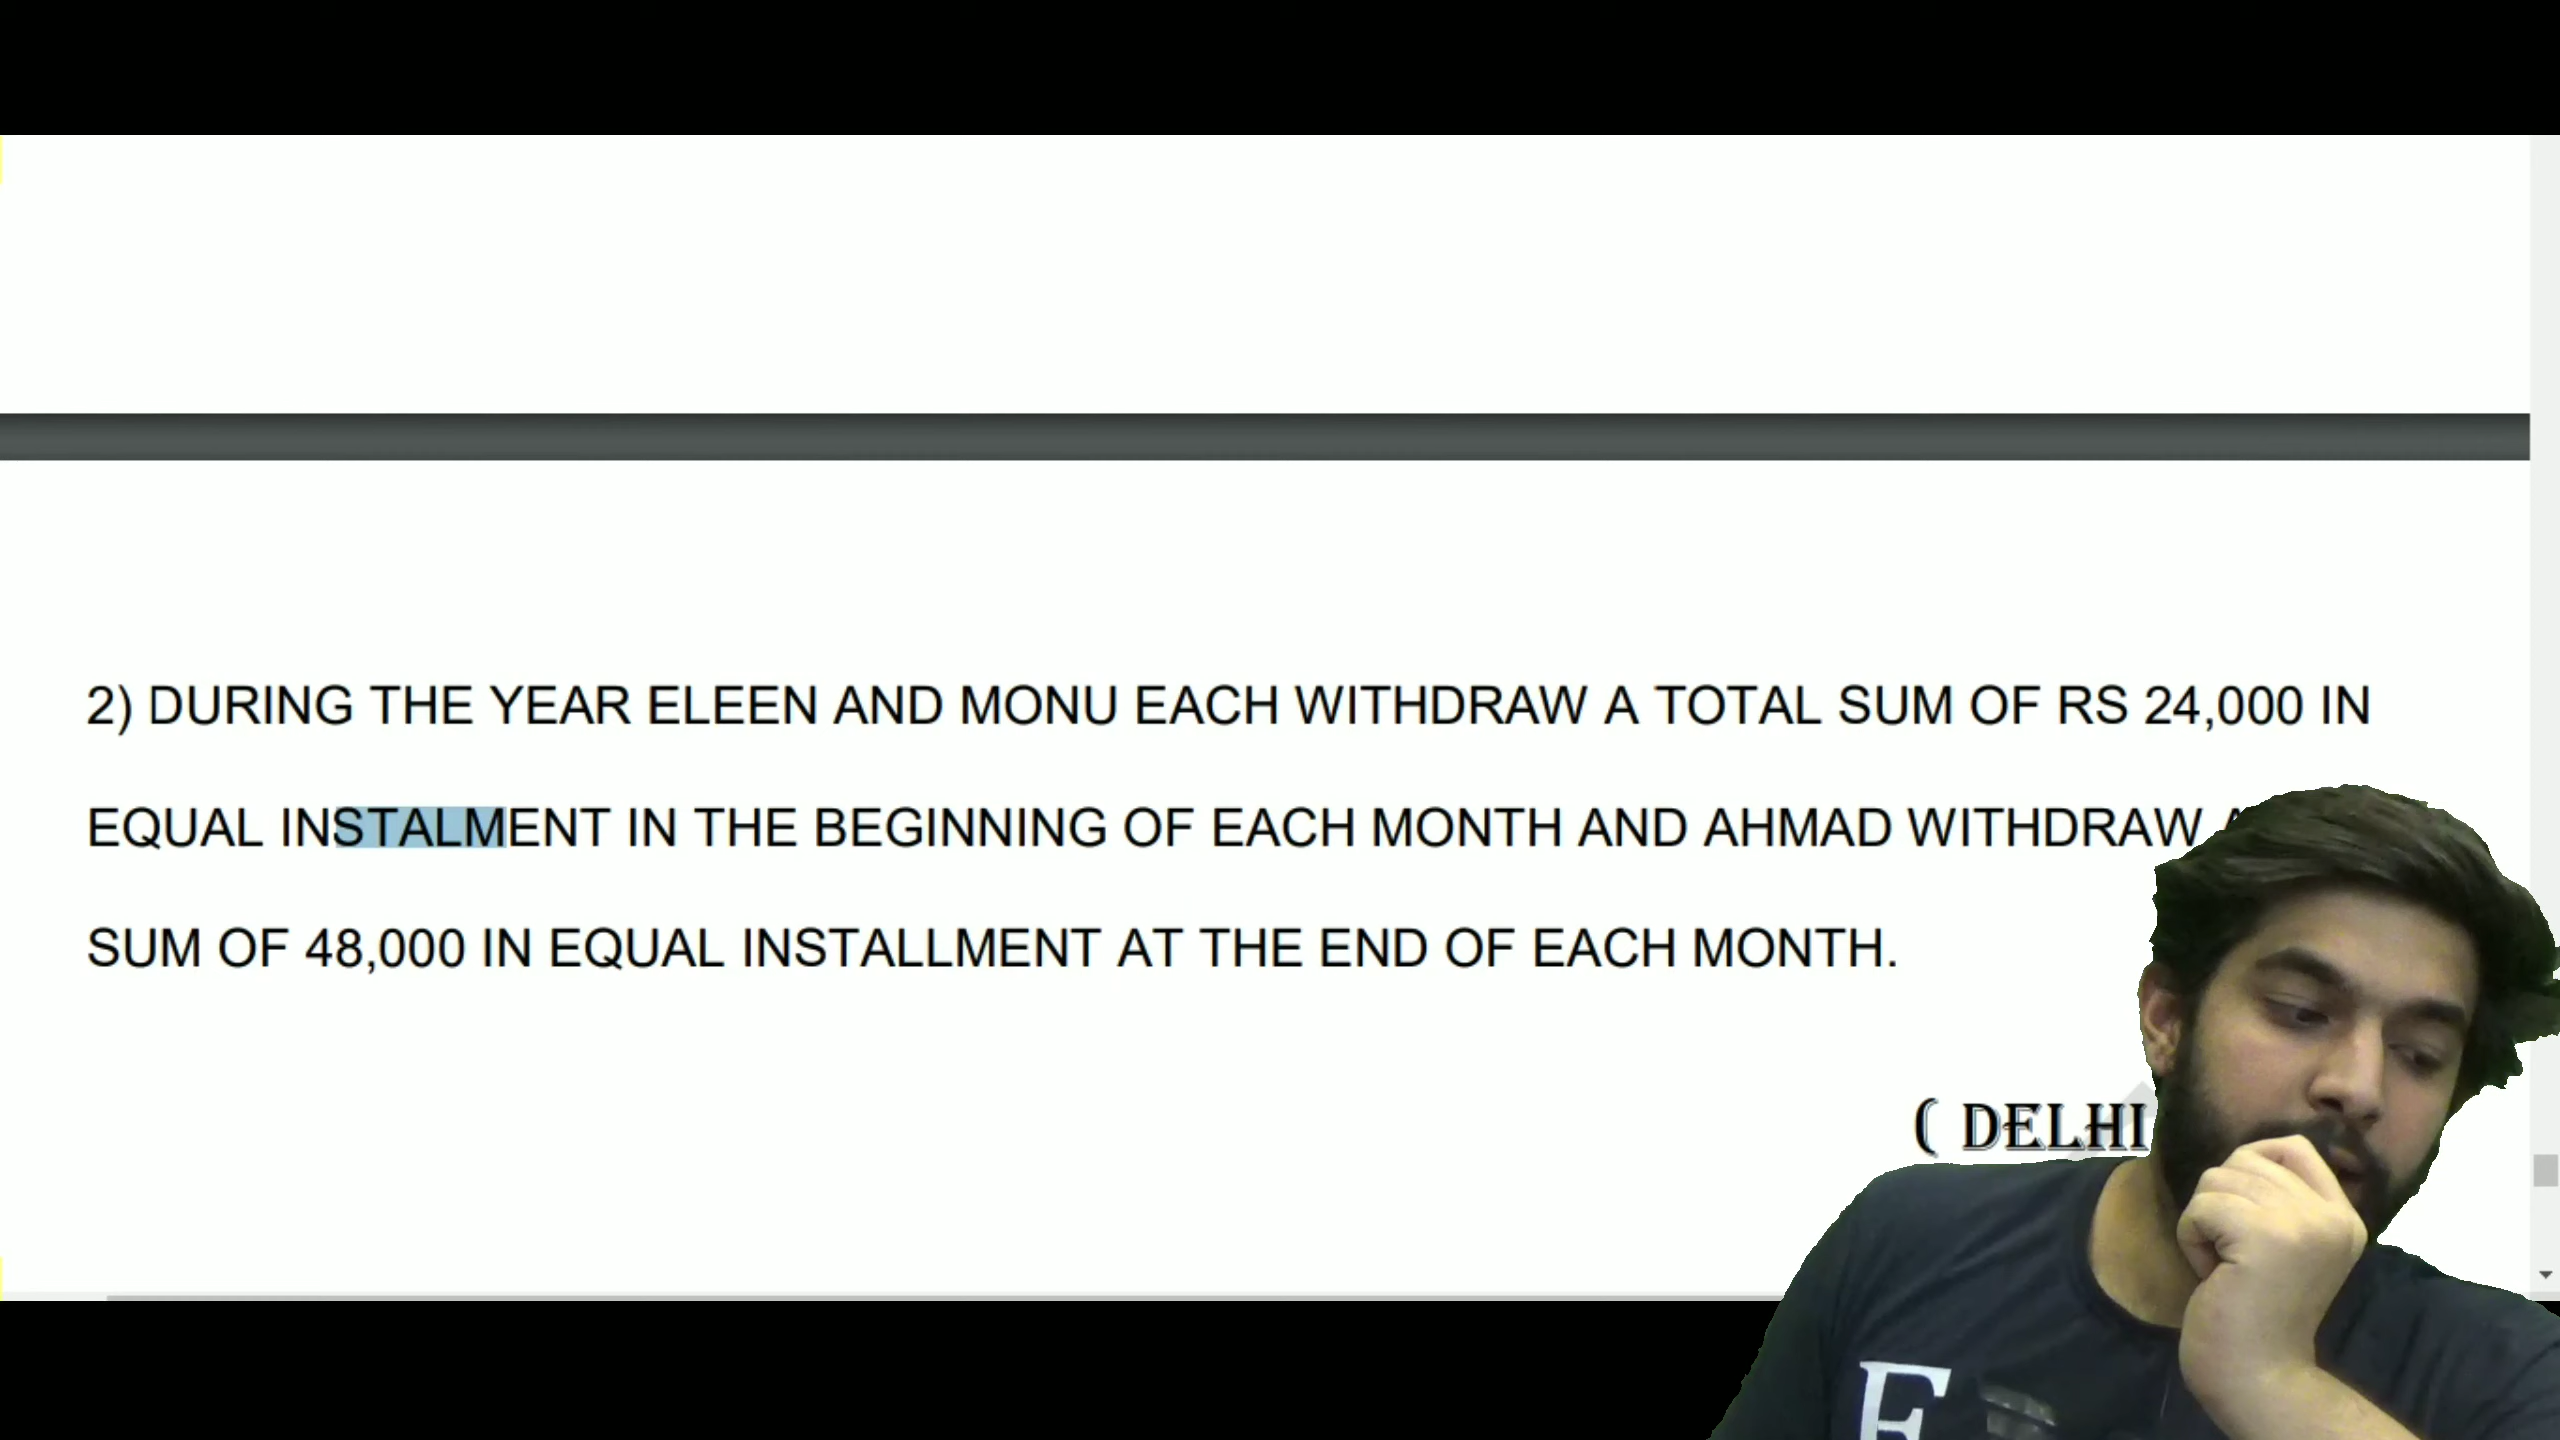 2) DURING THE YEAR ELEEN AND MONU EACH WITHDRAW A TOTAL SUM OF RS 24,000 IN
EQUAL INSTALMENT IN THE BEGINNING OF EACH MONTH AND AHMAD WITHDRAW
SUM OF 48,000 IN EQUAL INSTALLMENT AT THE END OF EACH MONTH.
( DELHI
F